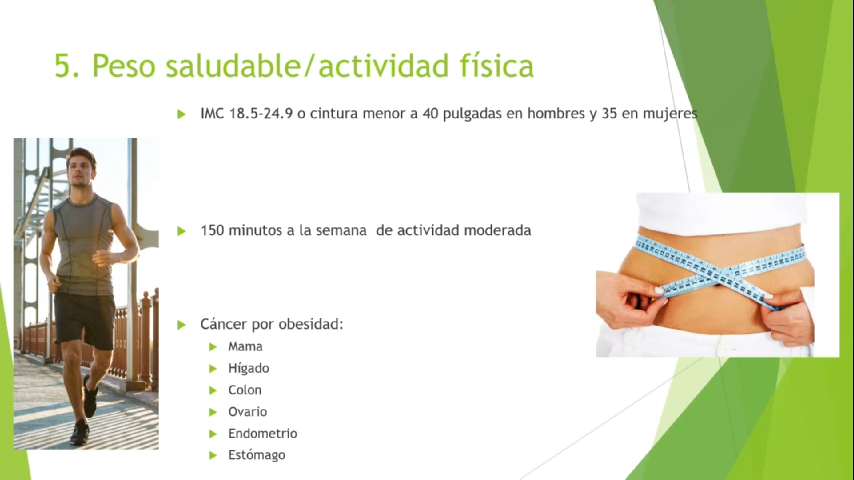 5. Peso saludable/actividad física
IMC 18.5-24.9 o cintura menor a 40 pulgadas en hombres y 35 en mujeres
150 minutos a la semana de actividad moderada
Cáncer por obesidad:
Mama
Hígado
Colon
Ovario
Endometrio
Estómago